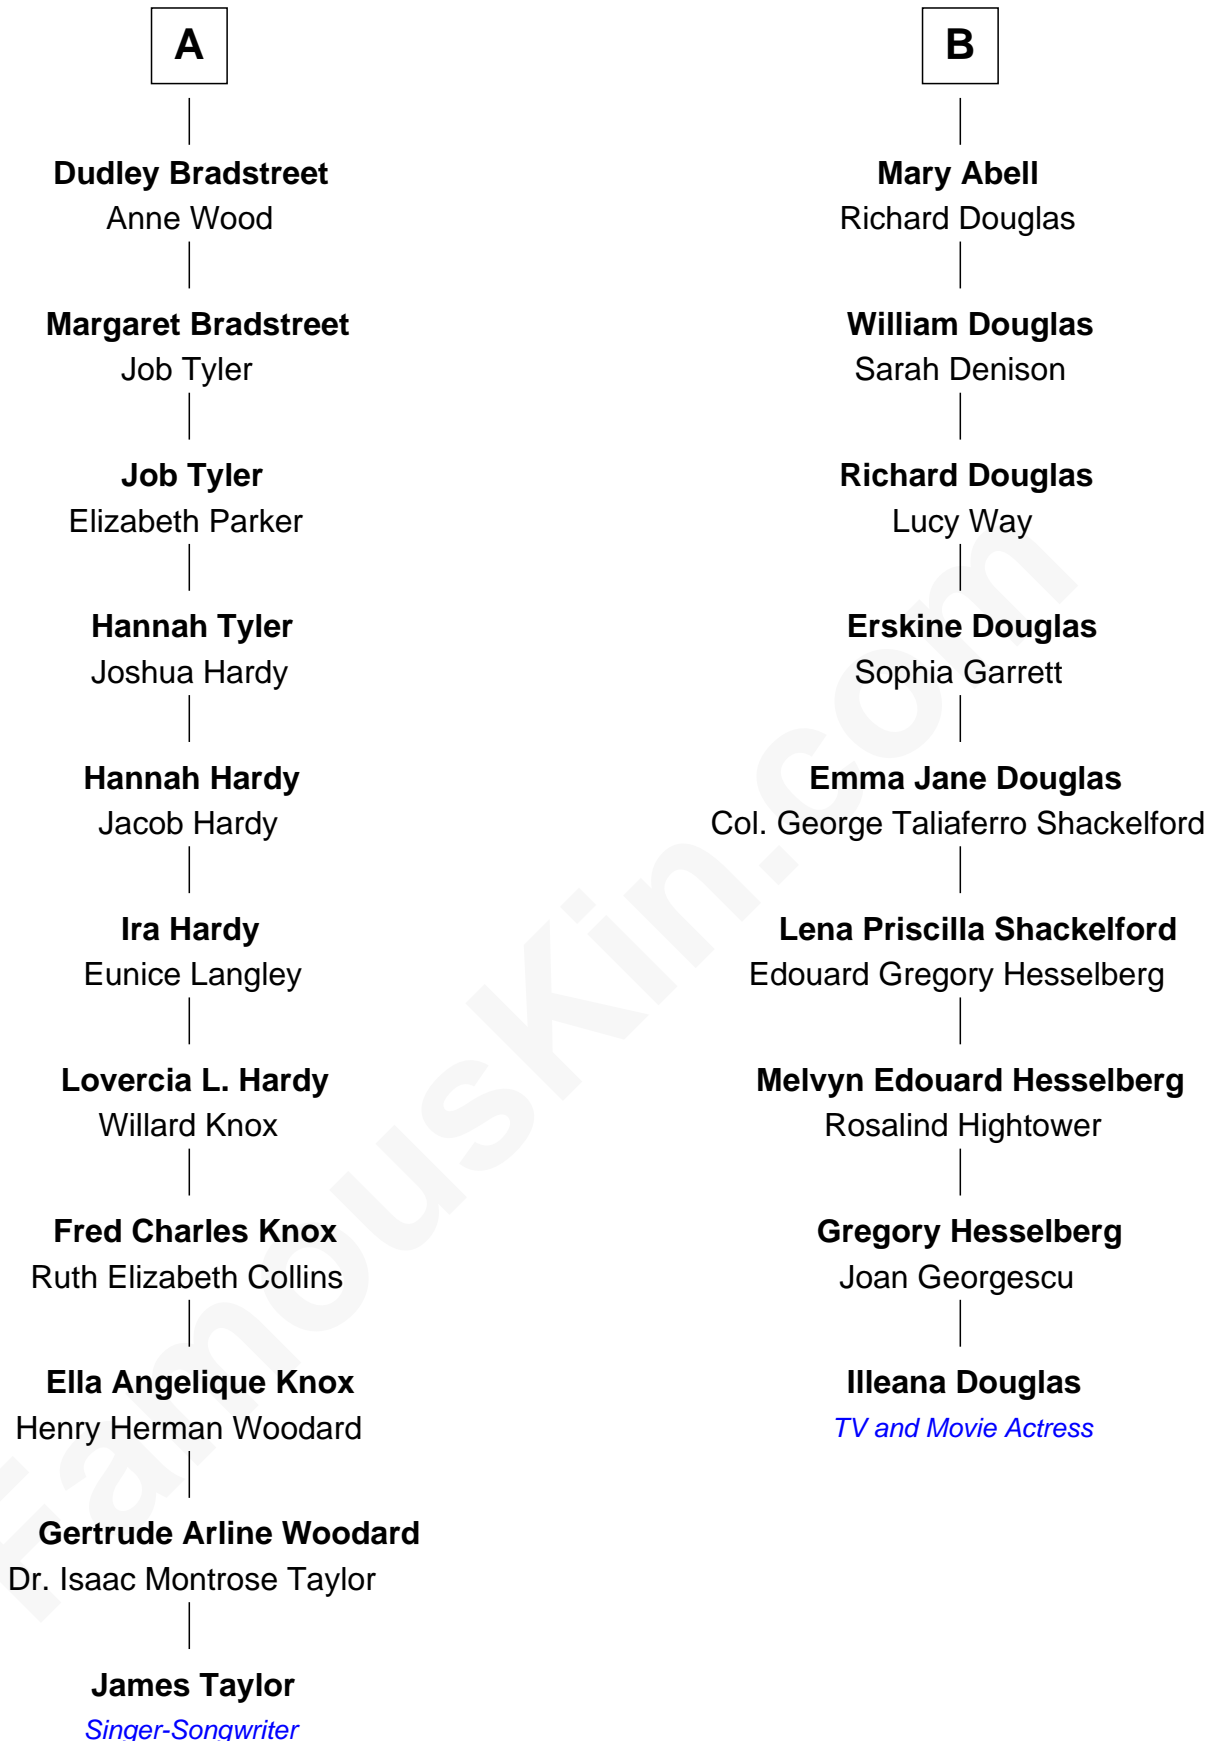 A
Dudley Bradstreet
Anne Wood
Margaret Bradstreet
Job Tyler
Job Tyler
Elizabeth Parker
Hannah Tyler
Joshua Hardy
Hannah Hardy
Jacob Hardy
Ira Hardy
Eunice Langley
Lovercia L. Hardy
Willard Knox
Fred Charles Knox
Ruth Elizabeth Collins
Ella Angelique Knox
Henry Herman Woodard
Gertrude Arline Woodard
Dr. Isaac Montrose Taylor
James Taylor
Singer-Songwriter
B
Mary Abell
Richard Douglas
William Douglas
Sarah Denison
Richard Douglas
Lucy Way
Erskine Douglas
Sophia Garrett
Emma Jane Douglas
Col. George Taliaferro Shackelford
Lena Priscilla Shackelford
Edouard Gregory Hesselberg
Melvyn Edouard Hesselberg
Rosalind Hightower
Gregory Hesselberg
Joan Georgescu
Illeana Douglas
TV and Movie Actress
FamousKin.com